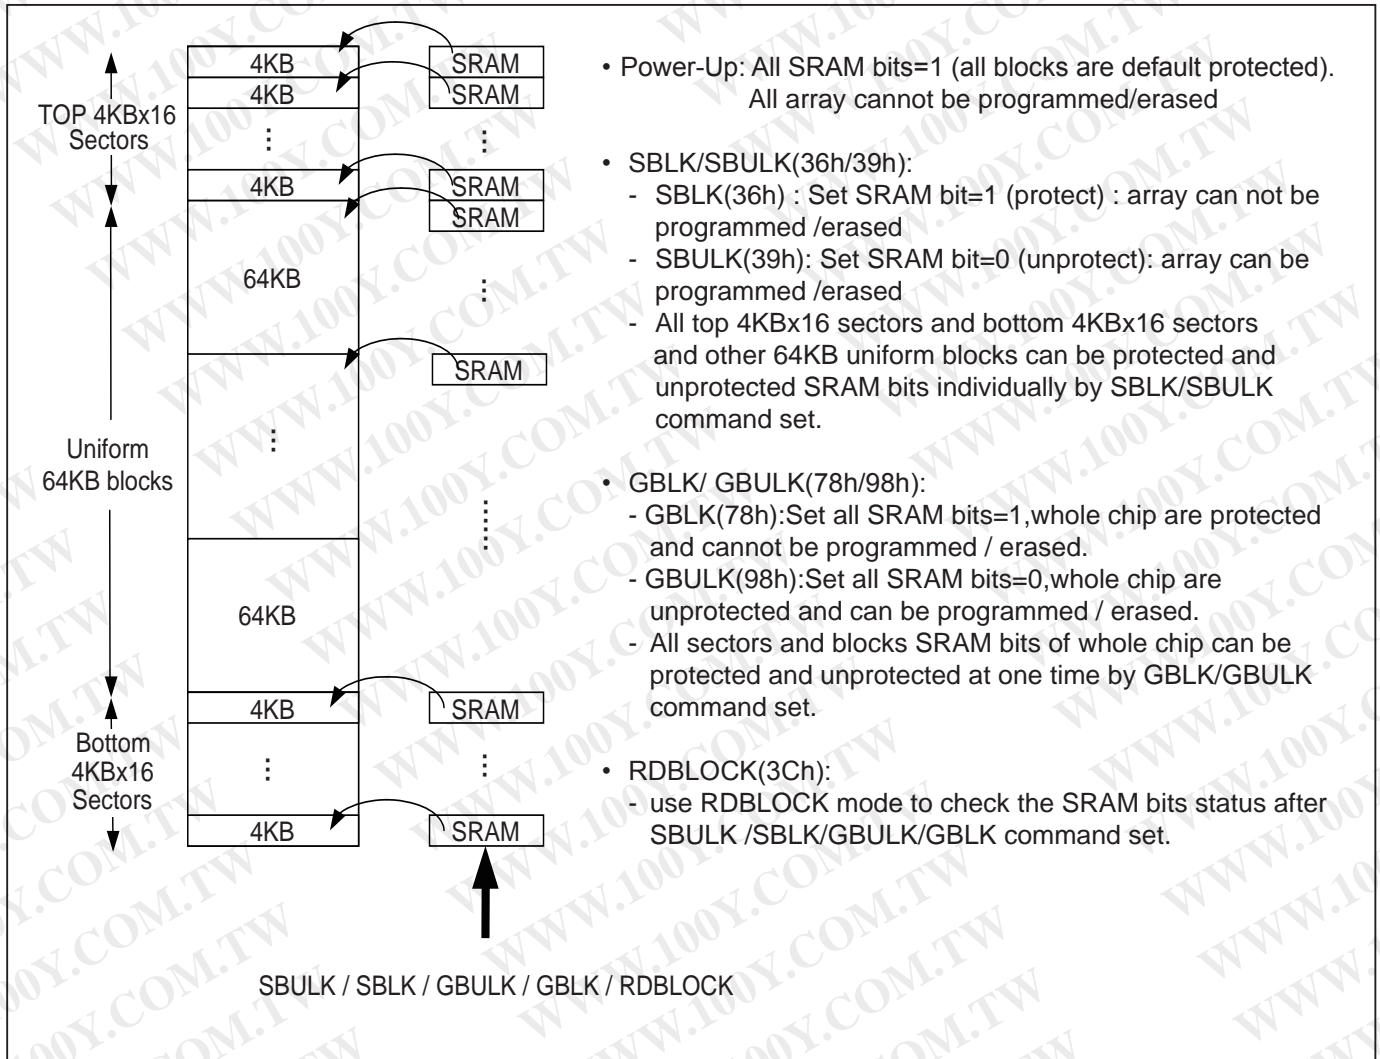 4KB
SRAM
4KB
SRAM
TOP 4KBx16
Sectors
4KB
SRAM
SRAM
64KB
SRAM
Uniform
64KB blocks
64KB
4KB
SRAM
Bottom
4KBx16
Sectors
4KB
SRAM
SBULK / SBLK / GBULK / GBLK / RDBLOCK
• Power-Up: All SRAM bits=1 (all blocks are default protected).
All array cannot be programmed/erased
• SBLK/SBULK(36h/39h):
- SBLK(36h) : Set SRAM bit=1 (protect) : array can not be
programmed /erased
- SBULK(39h): Set SRAM bit=0 (unprotect): array can be
programmed /erased
- All top 4KBx16 sectors and bottom 4KBx16 sectors
and other 64KB uniform blocks can be protected and
unprotected SRAM bits individually by SBLK/SBULK
command set.
• GBLK/ GBULK(78h/98h):
- GBLK(78h):Set all SRAM bits=1,whole chip are protected
and cannot be programmed / erased.
- GBULK(98h):Set all SRAM bits=0,whole chip are
unprotected and can be programmed / erased.
- All sectors and blocks SRAM bits of whole chip can be
protected and unprotected at one time by GBLK/GBULK
command set.
• RDBLOCK(3Ch):
- use RDBLOCK mode to check the SRAM bits status after
SBULK /SBLK/GBULK/GBLK command set.
WWW.100Y.COM.TW